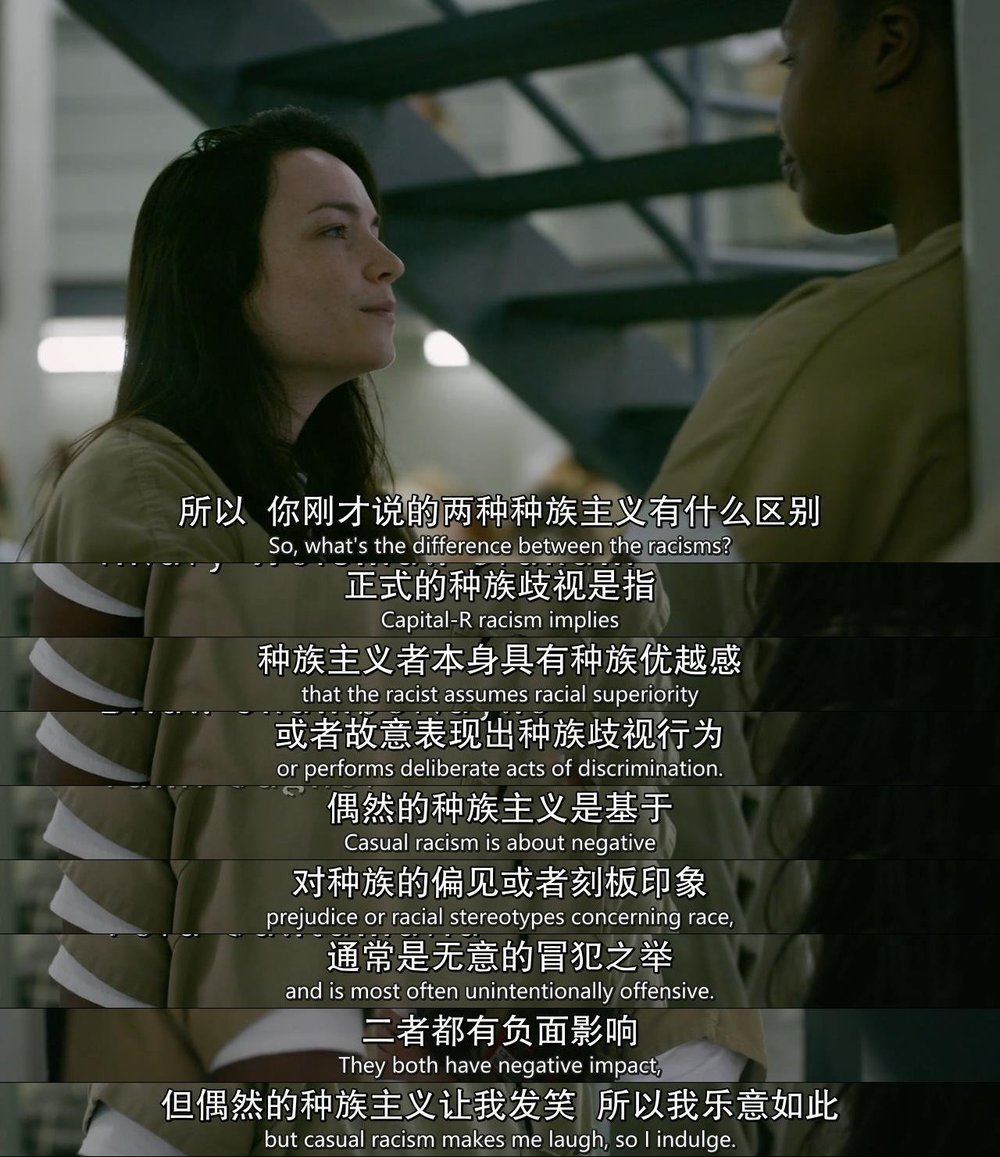 所以 你刚才说的两种种族主义有什么区别
So, what's the difference between the racisms?
正式的种族歧视是指
Capital-R racism implies
种族主义者本身具有种族优越感
that the racist assumes racial superiority
或者故意表现出种族歧视行为
or performs deliberate acts of discrimination.
偶然的种族主义是基于
Casual racism is about negative
对种族的偏见或者刻板印象
prejudice or racial stereotypes concerning race,
通常是无意的冒犯之举
and is most often unintentionally offensive.
二者都有负面影响
They both have negative impact,
但偶然的种族主义让我发笑 所以我乐意如此
but casual racism makes me laugh, so I indulge.